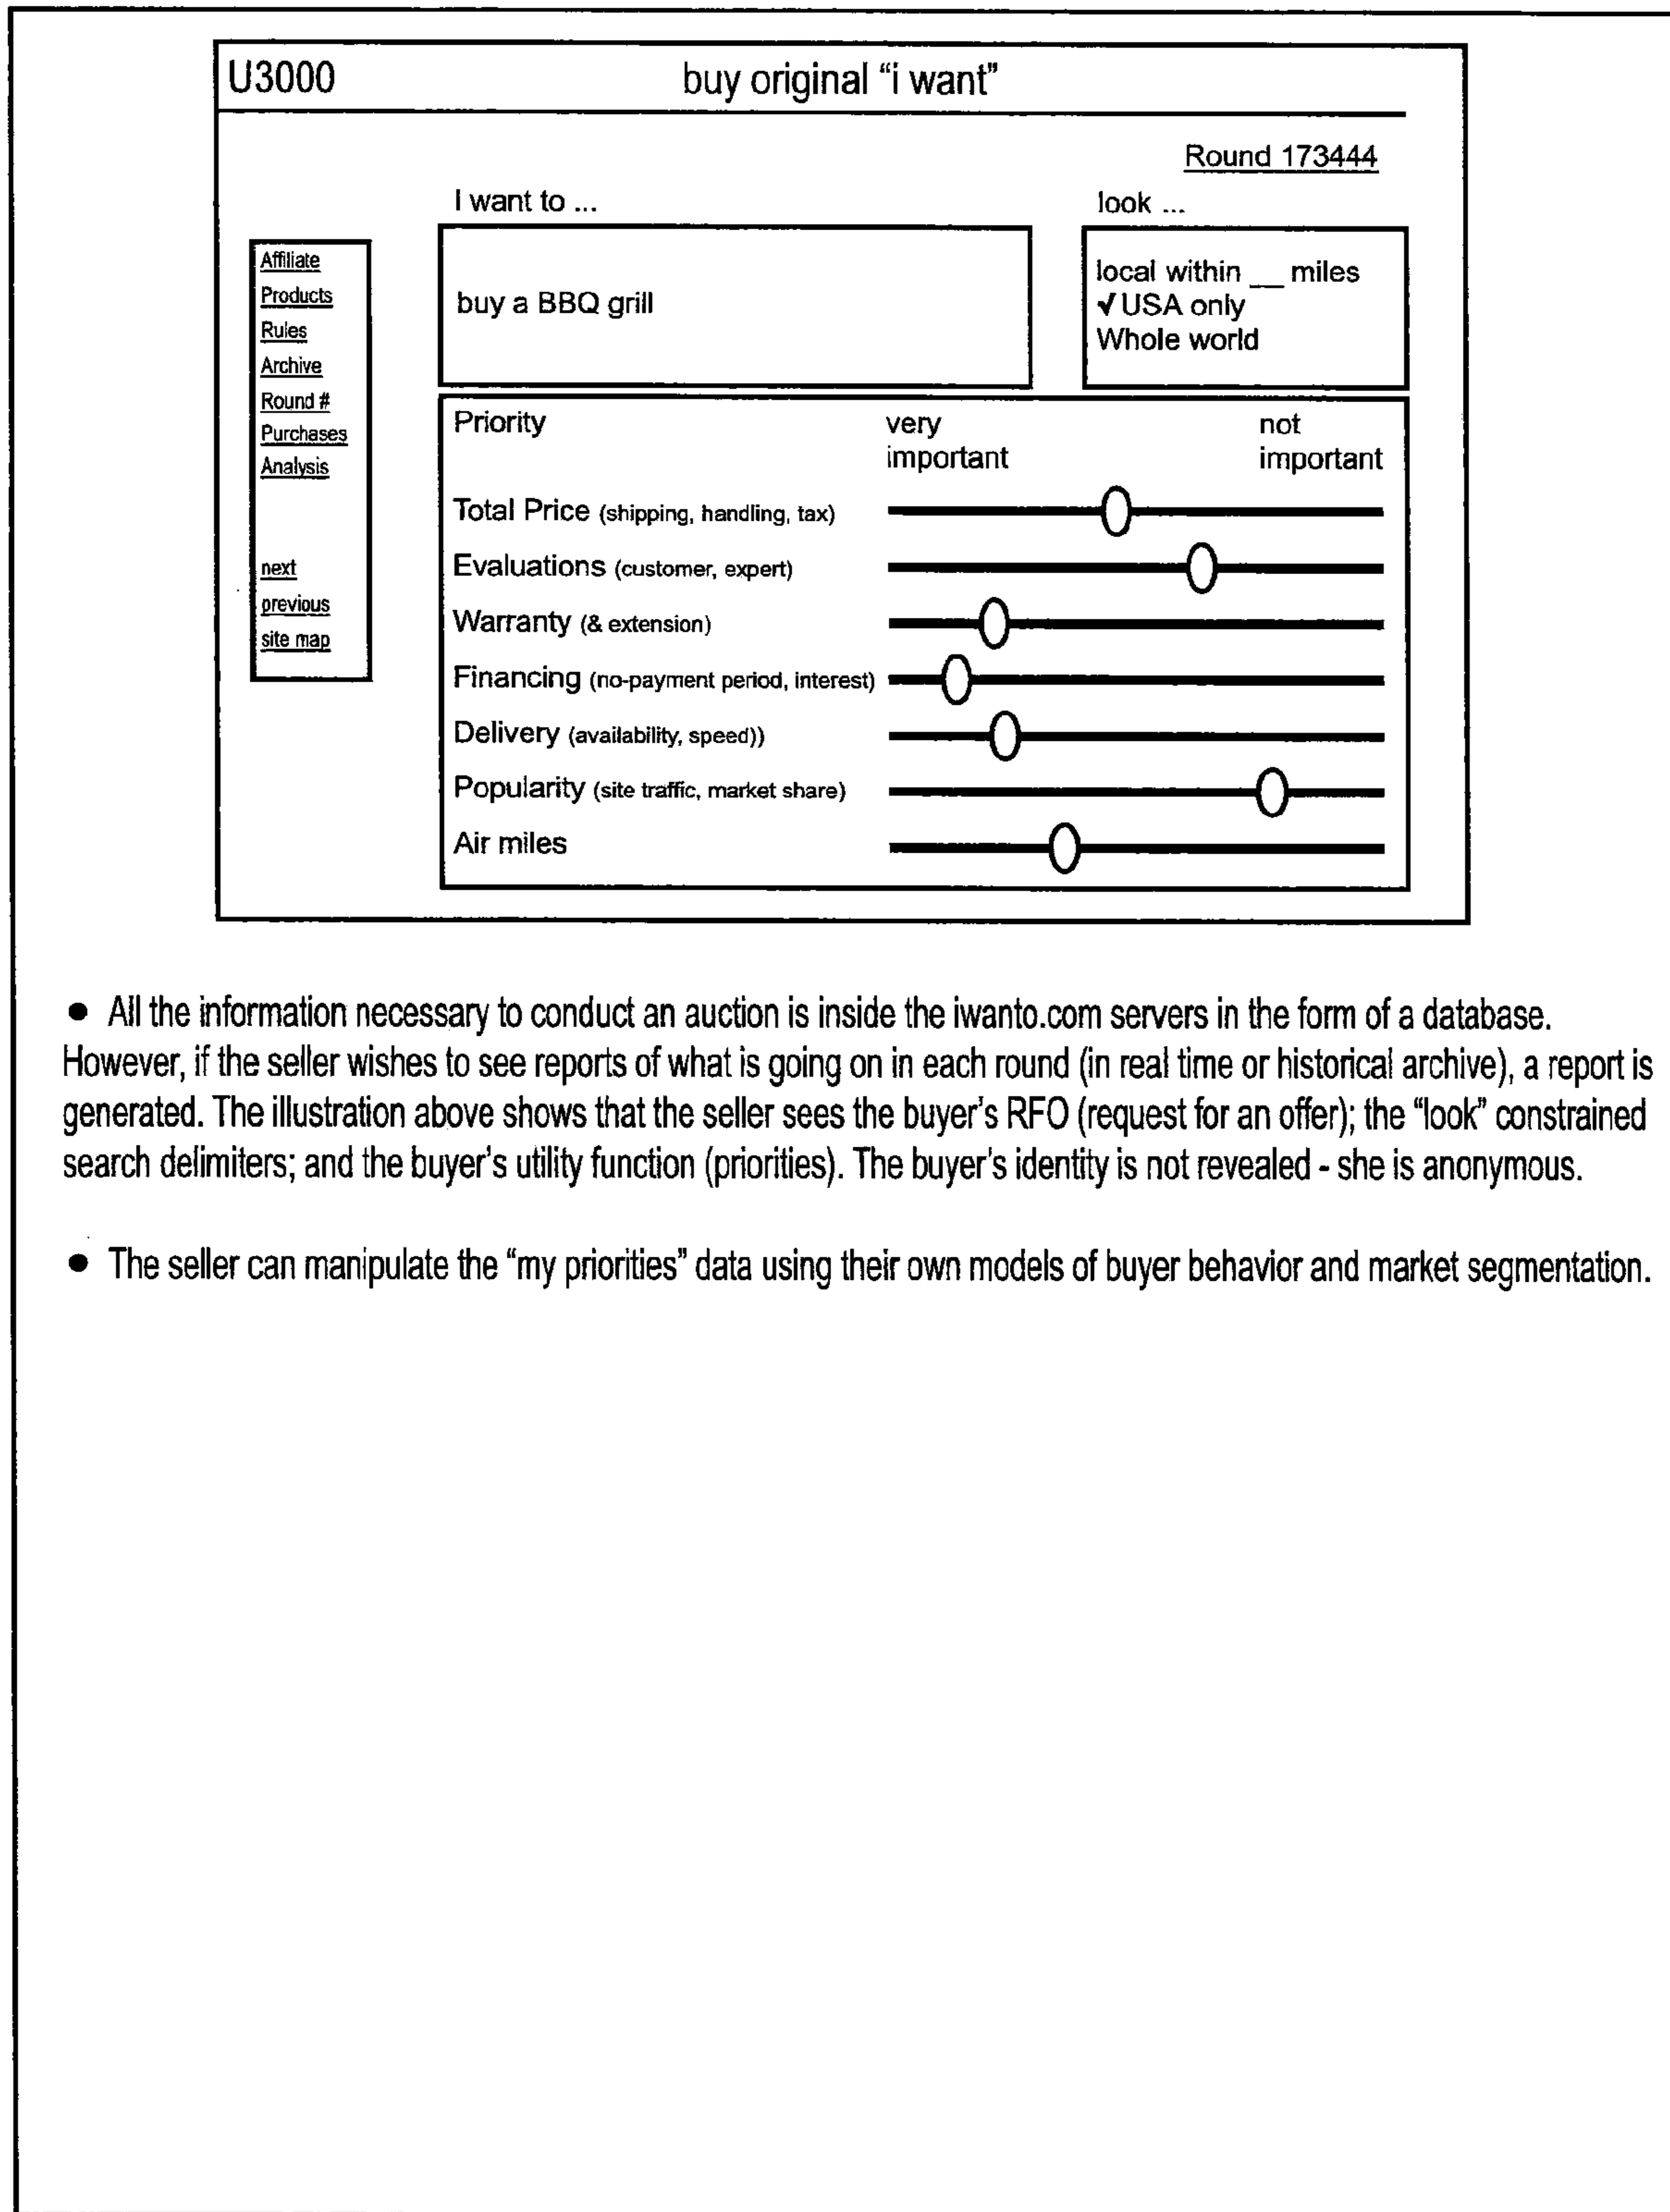 U3000 buy original “i want”
Round 173444
I want to ...
look ...
Affiliate
Products
Rules
Archive
Round #
Purchases
Analysis
next
previous
site map
buy a BBQ grill
local within __ miles
√ USA only
Whole world
Priority
very
important
not
important
Total Price (shipping, handling, tax)
Evaluations (customer, expert)
Warranty (& extension)
Financing (no-payment period, interest)
Delivery (availability, speed))
Popularity (site traffic, market share)
Air miles
● All the information necessary to conduct an auction is inside the iwanto.com servers in the form of a database.
However, if the seller wishes to see reports of what is going on in each round (in real time or historical archive), a report is
generated. The illustration above shows that the seller sees the buyer's RFO (request for an offer); the “look” constrained
search delimiters; and the buyer's utility function (priorities). The buyer's identity is not revealed - she is anonymous.
● The seller can manipulate the “my priorities” data using their own models of buyer behavior and market segmentation.